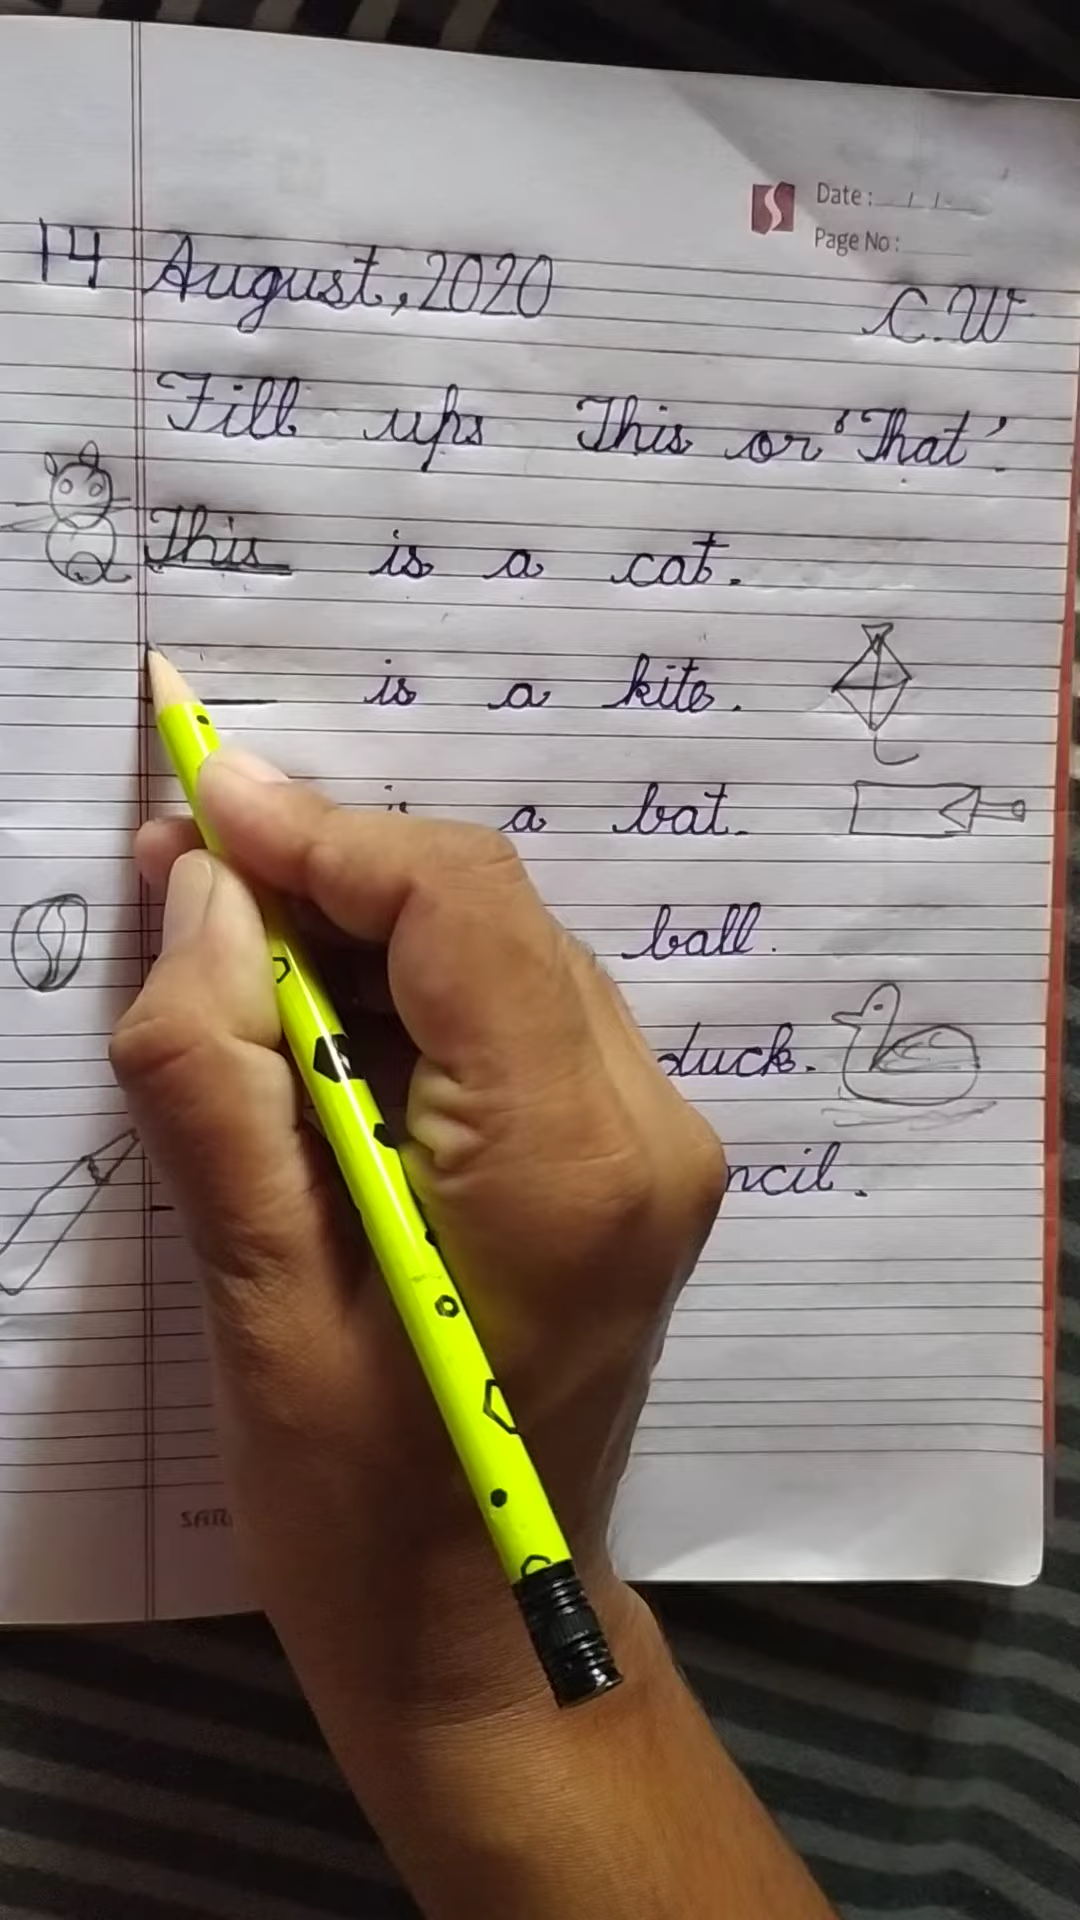 Date :
Page No :
14 August, 2020
C.W
Fill ups This or 'That'.
This is a cat.
is a kite.
a bat.
ball.
duck.
ncil.
SAR